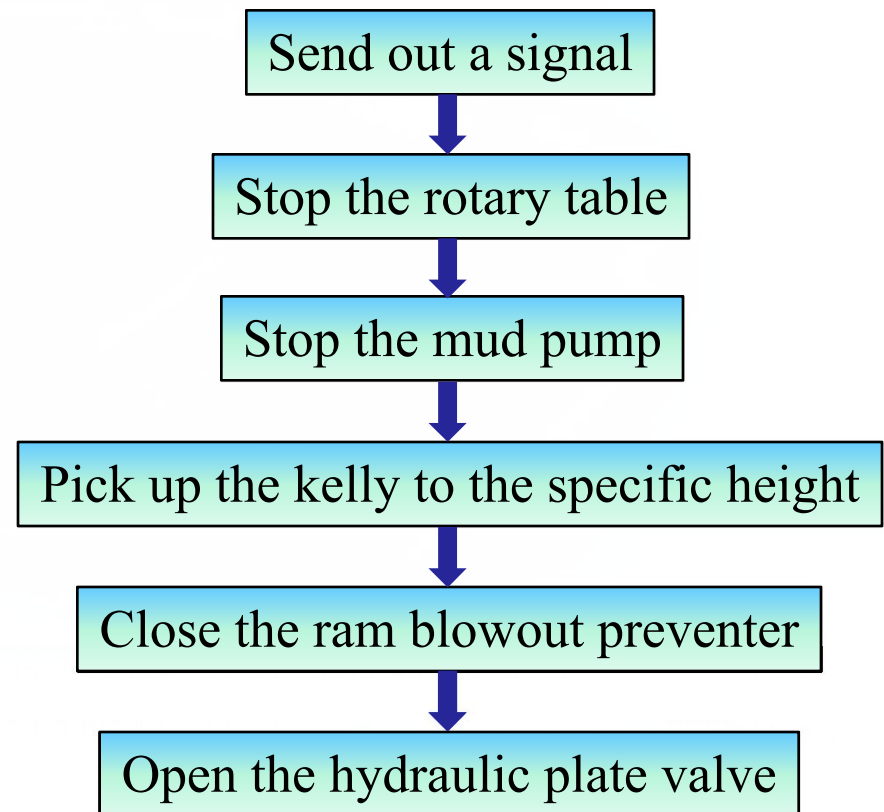 Send out a signal
Stop the rotary table
Stop the mud pump
Pick up the kelly to the specific height
Close the ram blowout preventer
Open the hydraulic plate valve